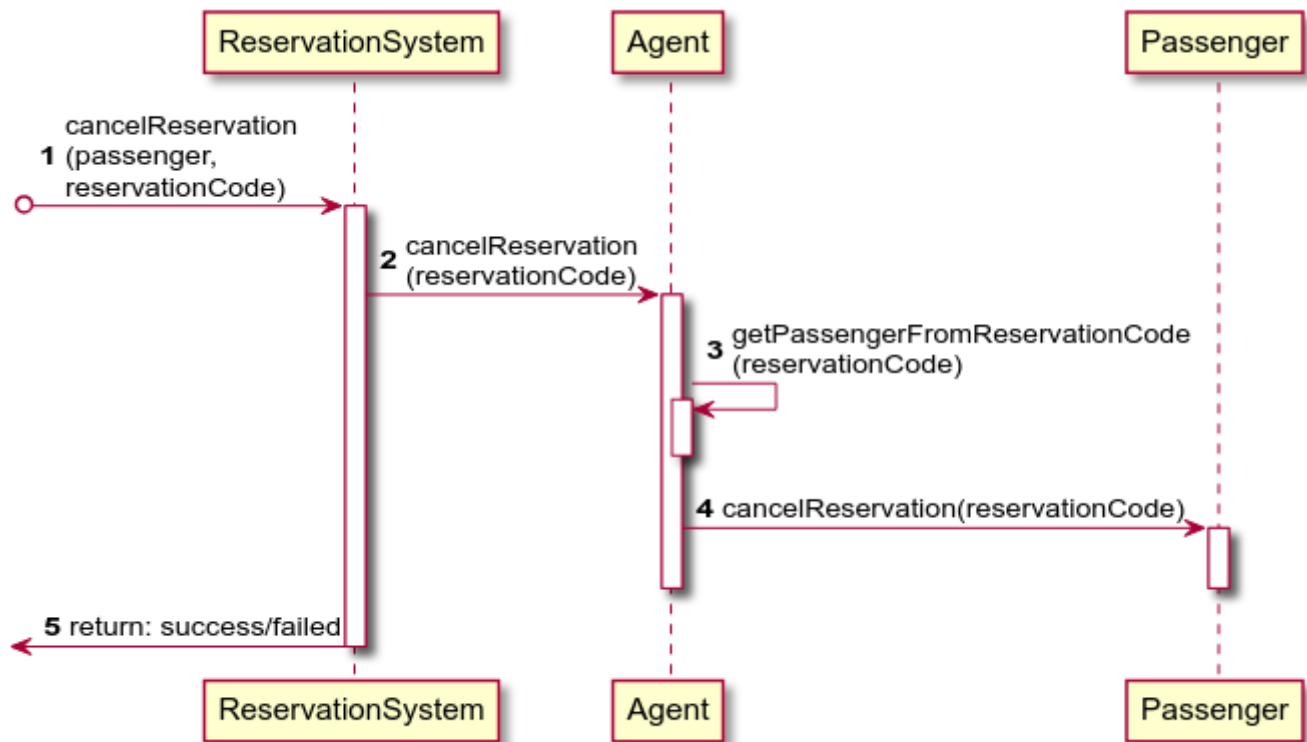 ReservationSystem
Agent
Passenger
cancelReservation
1 (passenger,
reservationCode)
2 cancelReservation
(reservationCode)
3 getPassengerFromReservationCode
(reservationCode)
4 cancelReservation(reservationCode)
5 return: success/failed
ReservationSystem
Agent
Passenger